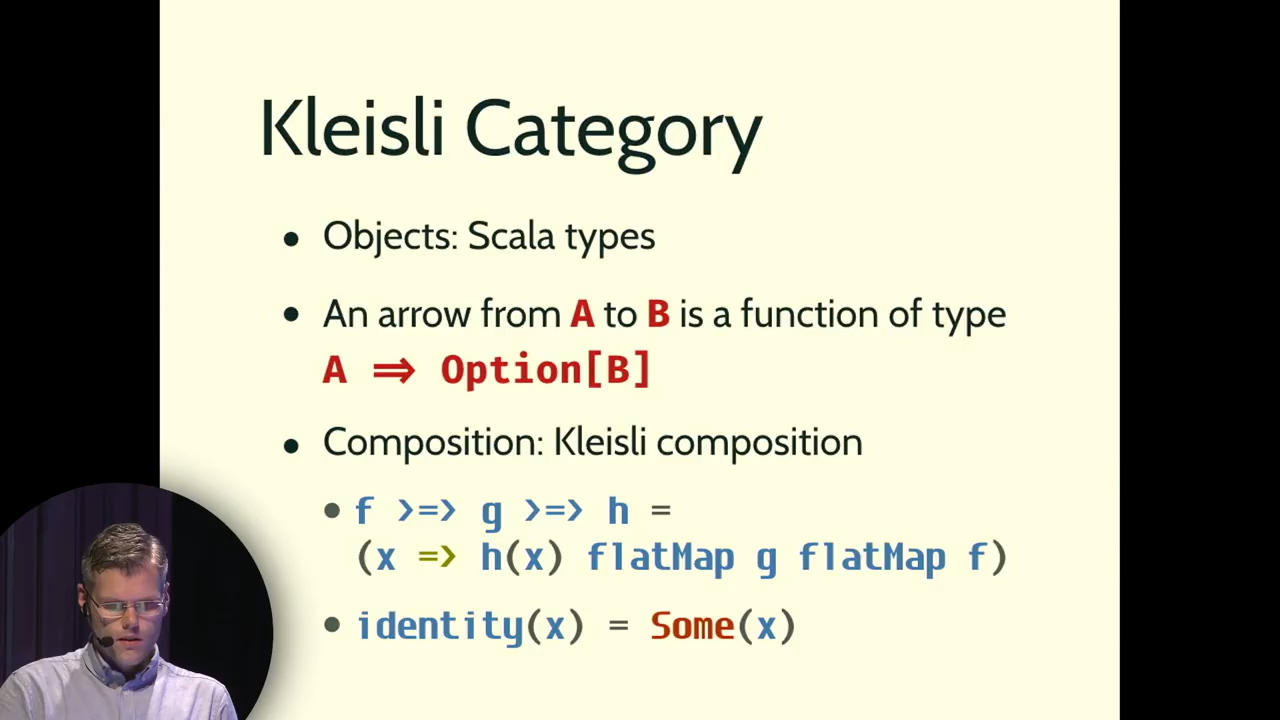 Kleisli Category
• Objects: Scala types
• An arrow from A to B is a function of type
A ⇒ Option[B]
• Composition: Kleisli composition
• f >=> g >=> h =
(x => h(x) flatMap g flatMap f)
• identity(x) = Some(x)